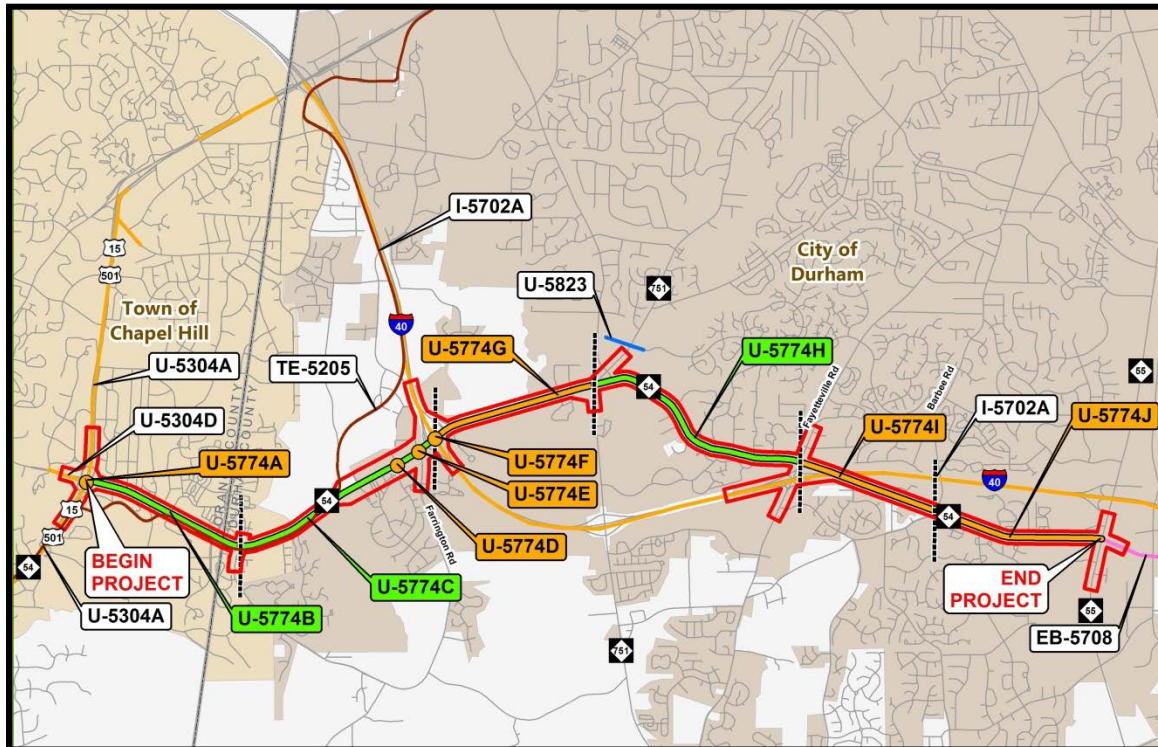 I-5702A
City of
Durham
15
501
Town of
Chapel Hill
U-5823
751
40
U-5774G
U-5774H
55
U-5304A
TE-5205
54
Fayetteville Rd
Barbee Rd
I-5702A
U-5774J
U-5774I
U-5304D
ORANGE COUNTY
DURHAM COUNTY
U-5774A
U-5774F
40
U-5774E
54
54
15
501
Farrington Rd
U-5774D
BEGIN
PROJECT
54
U-5774C
END
PROJECT
U-5304A
U-5774B
55
EB-5708
751